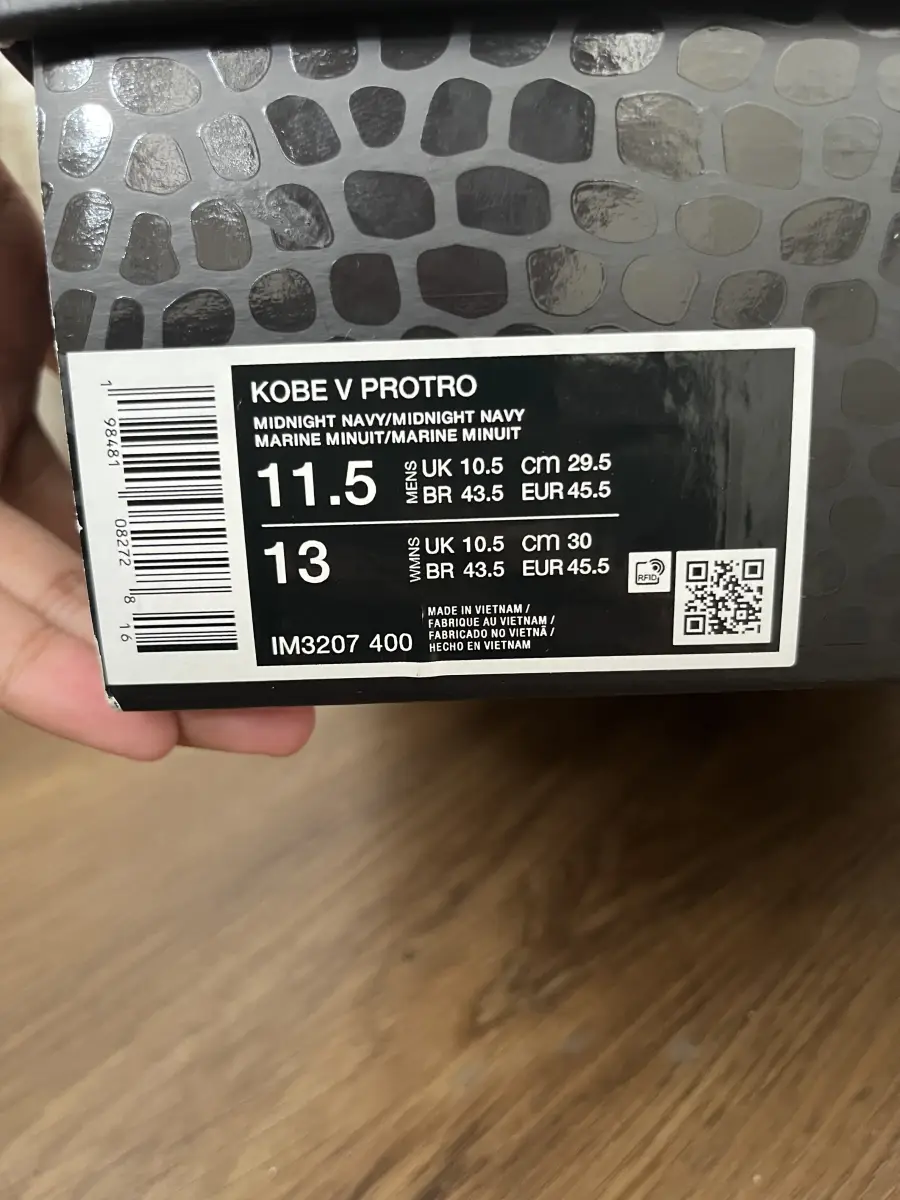 KOBE V PROTRO
MIDNIGHT NAVY/MIDNIGHT NAVY
MARINE MINUIT/MARINE MINUIT
11.5 MENS UK 10.5 cm 29.5
BR 43.5 EUR 45.5
13 WMNS UK 10.5 cm 30
BR 43.5 EUR 45.5
RFID
IM3207 400
MADE IN VIETNAM /
FABRIQUE AU VIETNAM /
FABRICADO NO VIETNÃ /
HECHO EN VIETNAM
1 98481 08272 8 16